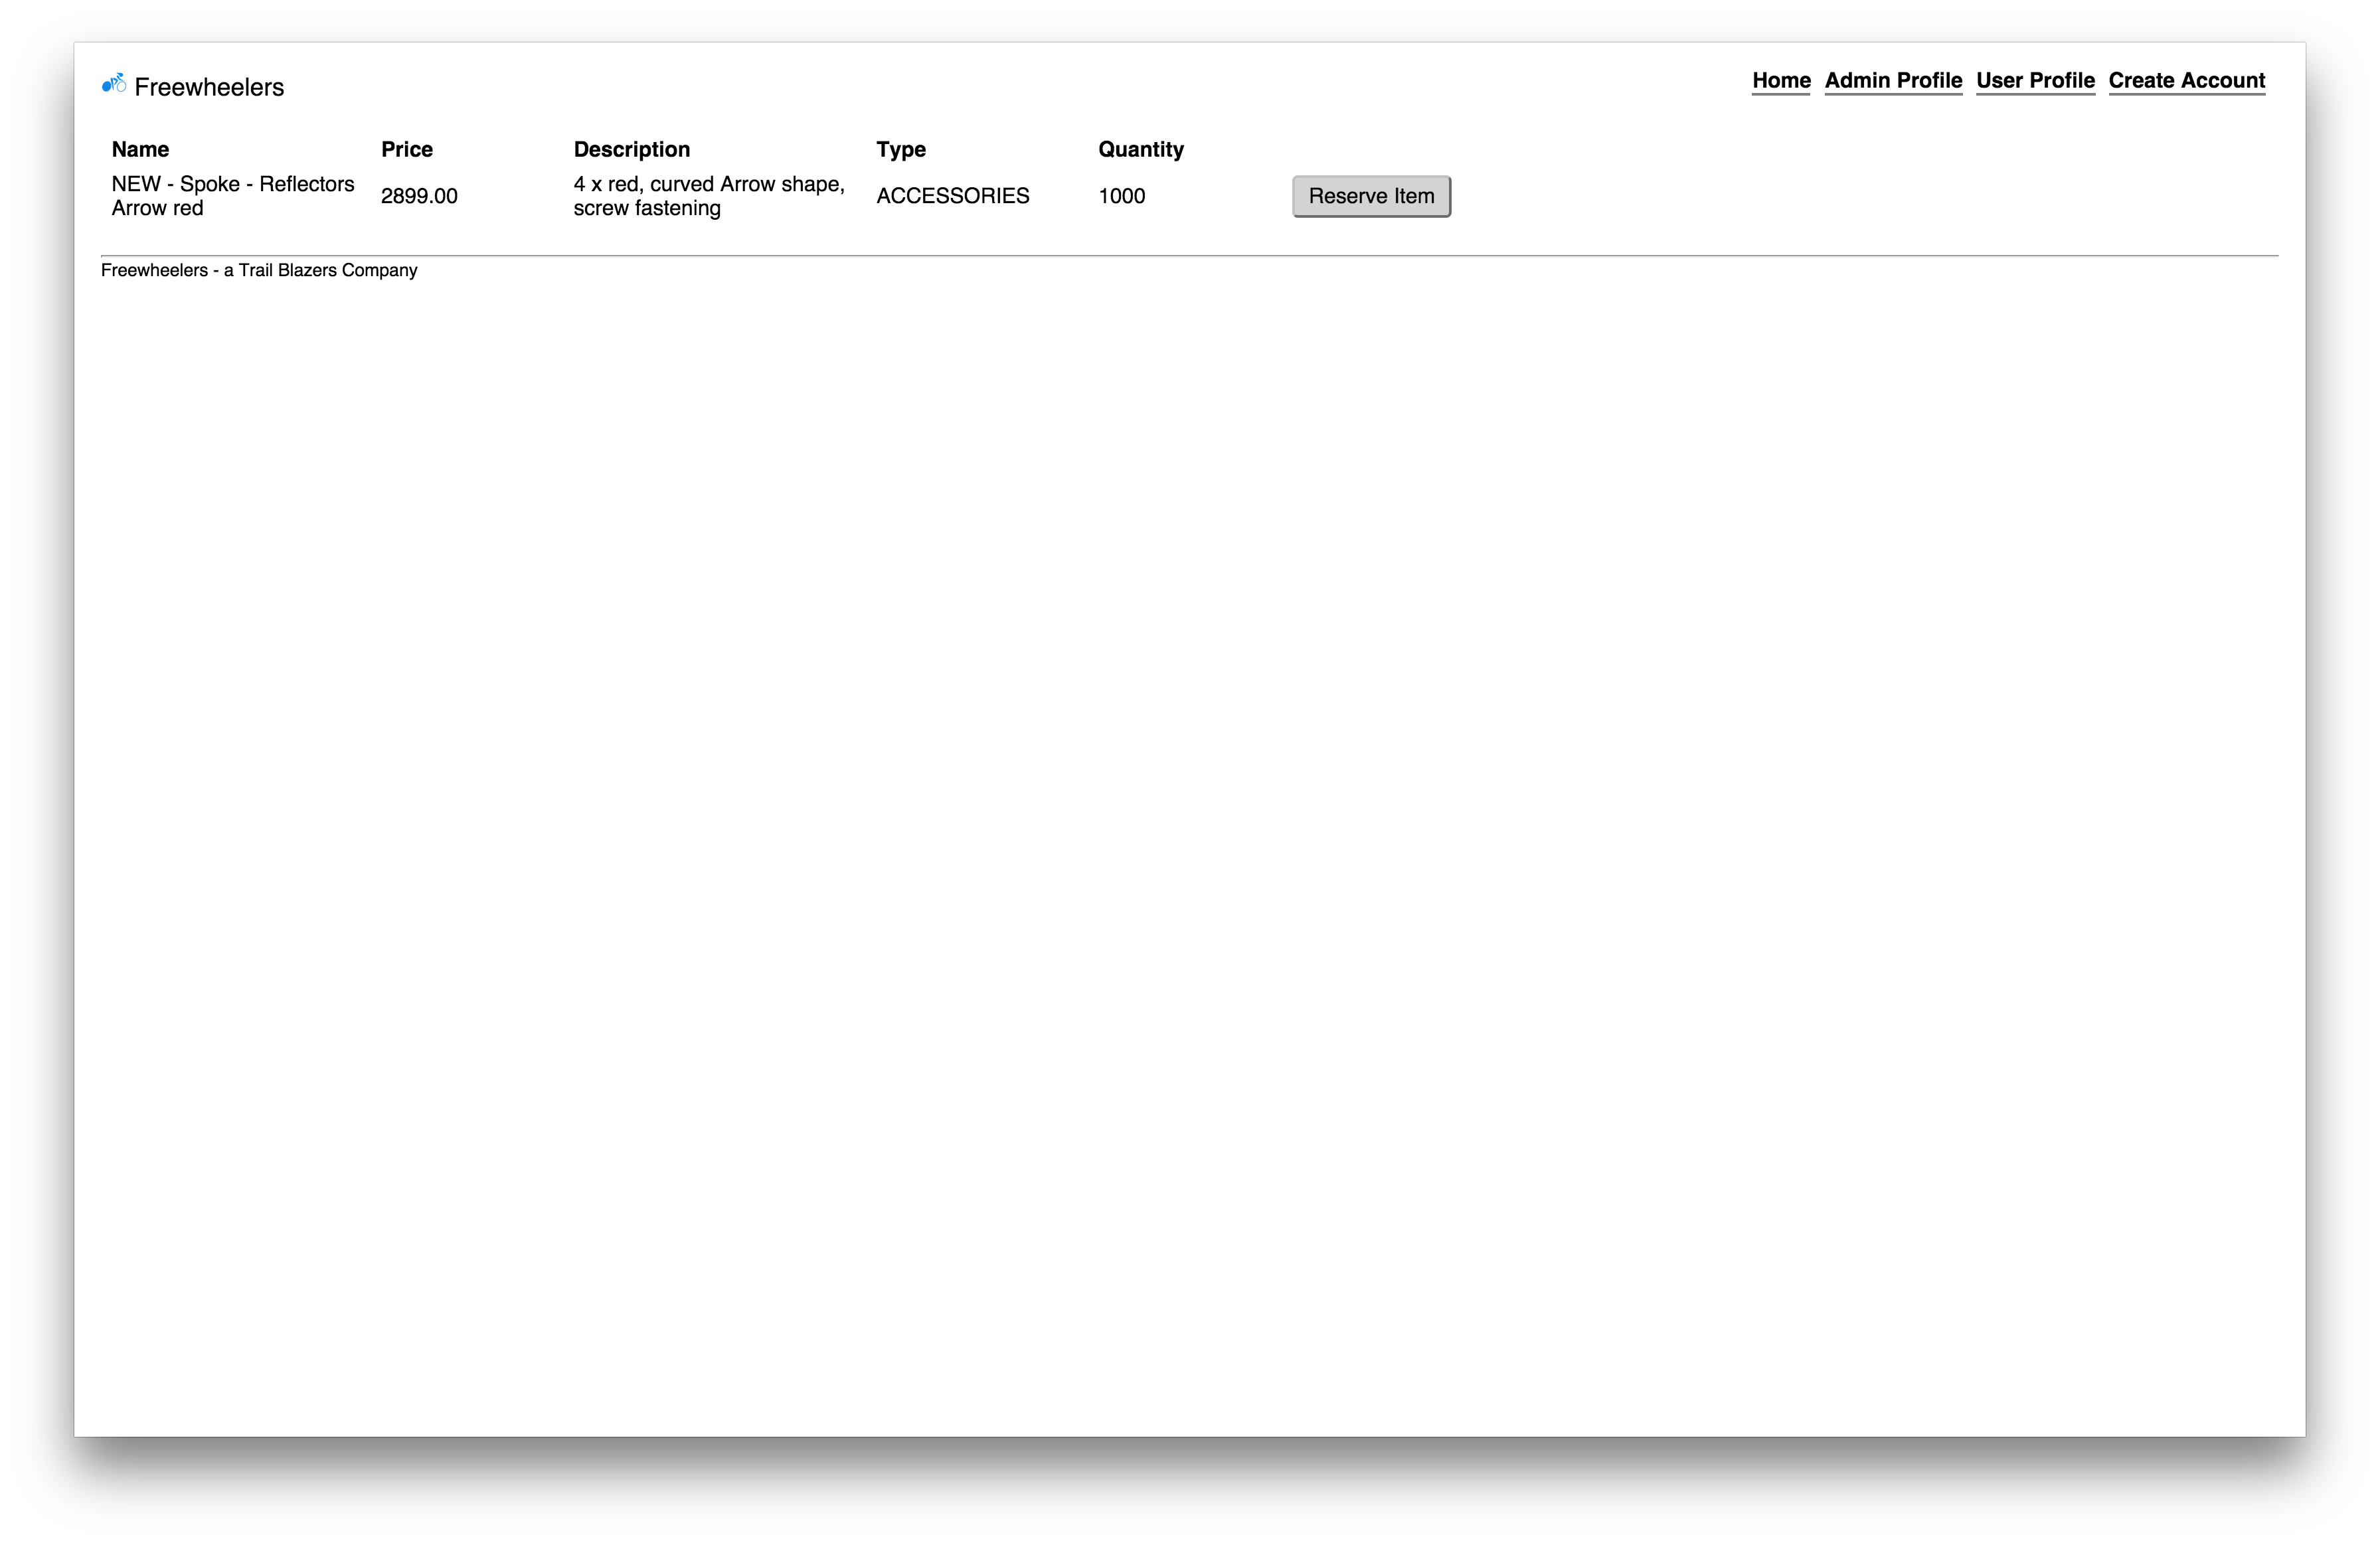 Freewheelers
Home Admin Profile User Profile Create Account
Name Price Description Type Quantity
NEW - Spoke - Reflectors Arrow red 2899.00 4 x red, curved Arrow shape, screw fastening ACCESSORIES 1000 Reserve Item
Freewheelers - a Trail Blazers Company